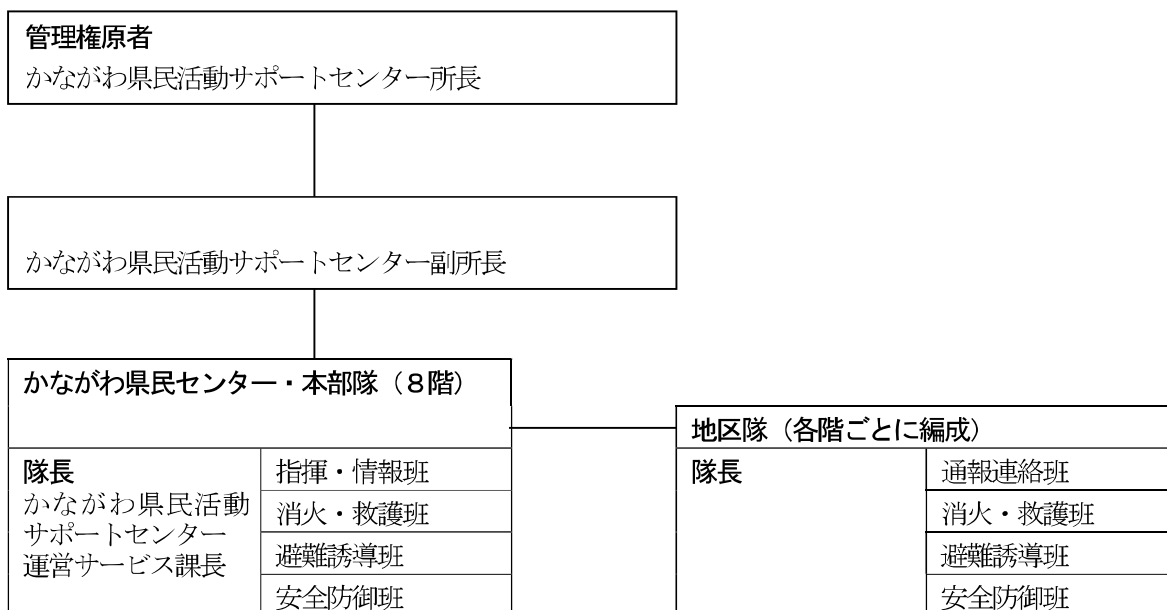 管理権原者
かながわ県民活動サポートセンター所長
かながわ県民活動サポートセンター副所長
かながわ県民センター・本部隊（８階）
隊長
かながわ県民活動
サポートセンター
運営サービス課長
指揮・情報班
消火・救護班
避難誘導班
安全防御班
地区隊（各階ごとに編成）
隊長
通報連絡班
消火・救護班
避難誘導班
安全防御班